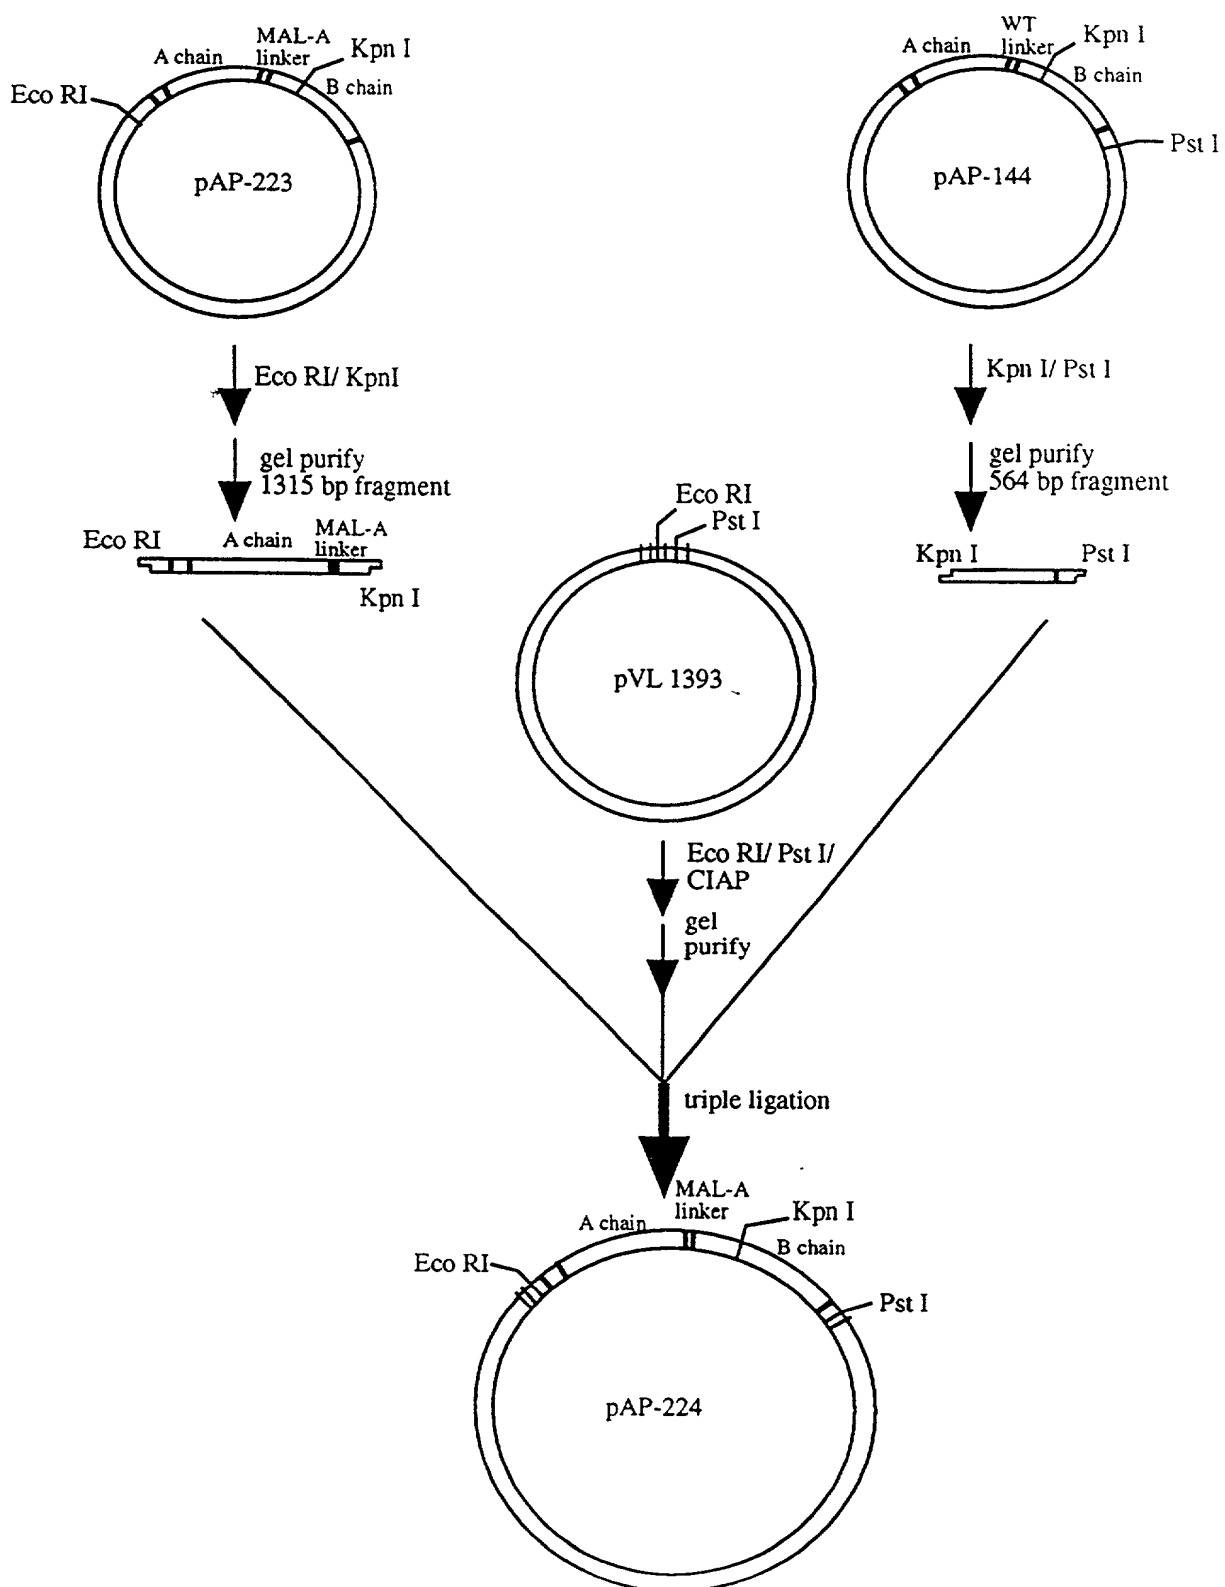 MAL-A
linker
A chain
Kpn I
B chain
Eco RI
pAP-223
WT
linker
A chain
Kpn I
B chain
Pst I
pAP-144
Eco RI/ KpnI
Kpn I/ Pst I
gel purify
1315 bp fragment
gel purify
564 bp fragment
Eco RI
A chain
MAL-A
linker
Kpn I
Eco RI
Pst I
Kpn I
Pst I
pVL 1393
Eco RI/ Pst I/
CIAP
gel
purify
triple ligation
MAL-A
linker
A chain
Kpn I
B chain
Eco RI
Pst I
pAP-224